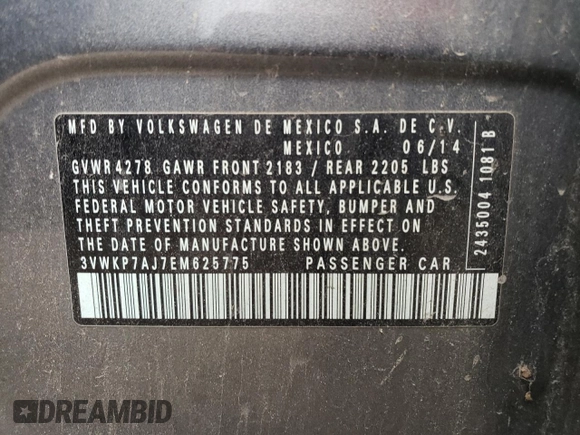 MFD BY VOLKSWAGEN DE MEXICO S.A. DE C.V.
MEXICO 06/14
GVWR 4278 GAWR FRONT 2183 / REAR 2205 LBS
THIS VEHICLE CONFORMS TO ALL APPLICABLE U.S.
FEDERAL MOTOR VEHICLE SAFETY, BUMPER AND
THEFT PREVENTION STANDARDS IN EFFECT ON
THE DATE OF MANUFACTURE SHOWN ABOVE.
3VWKP7AJ7EM625775 PASSENGER CAR
2435004 1081 B
DREAMBID